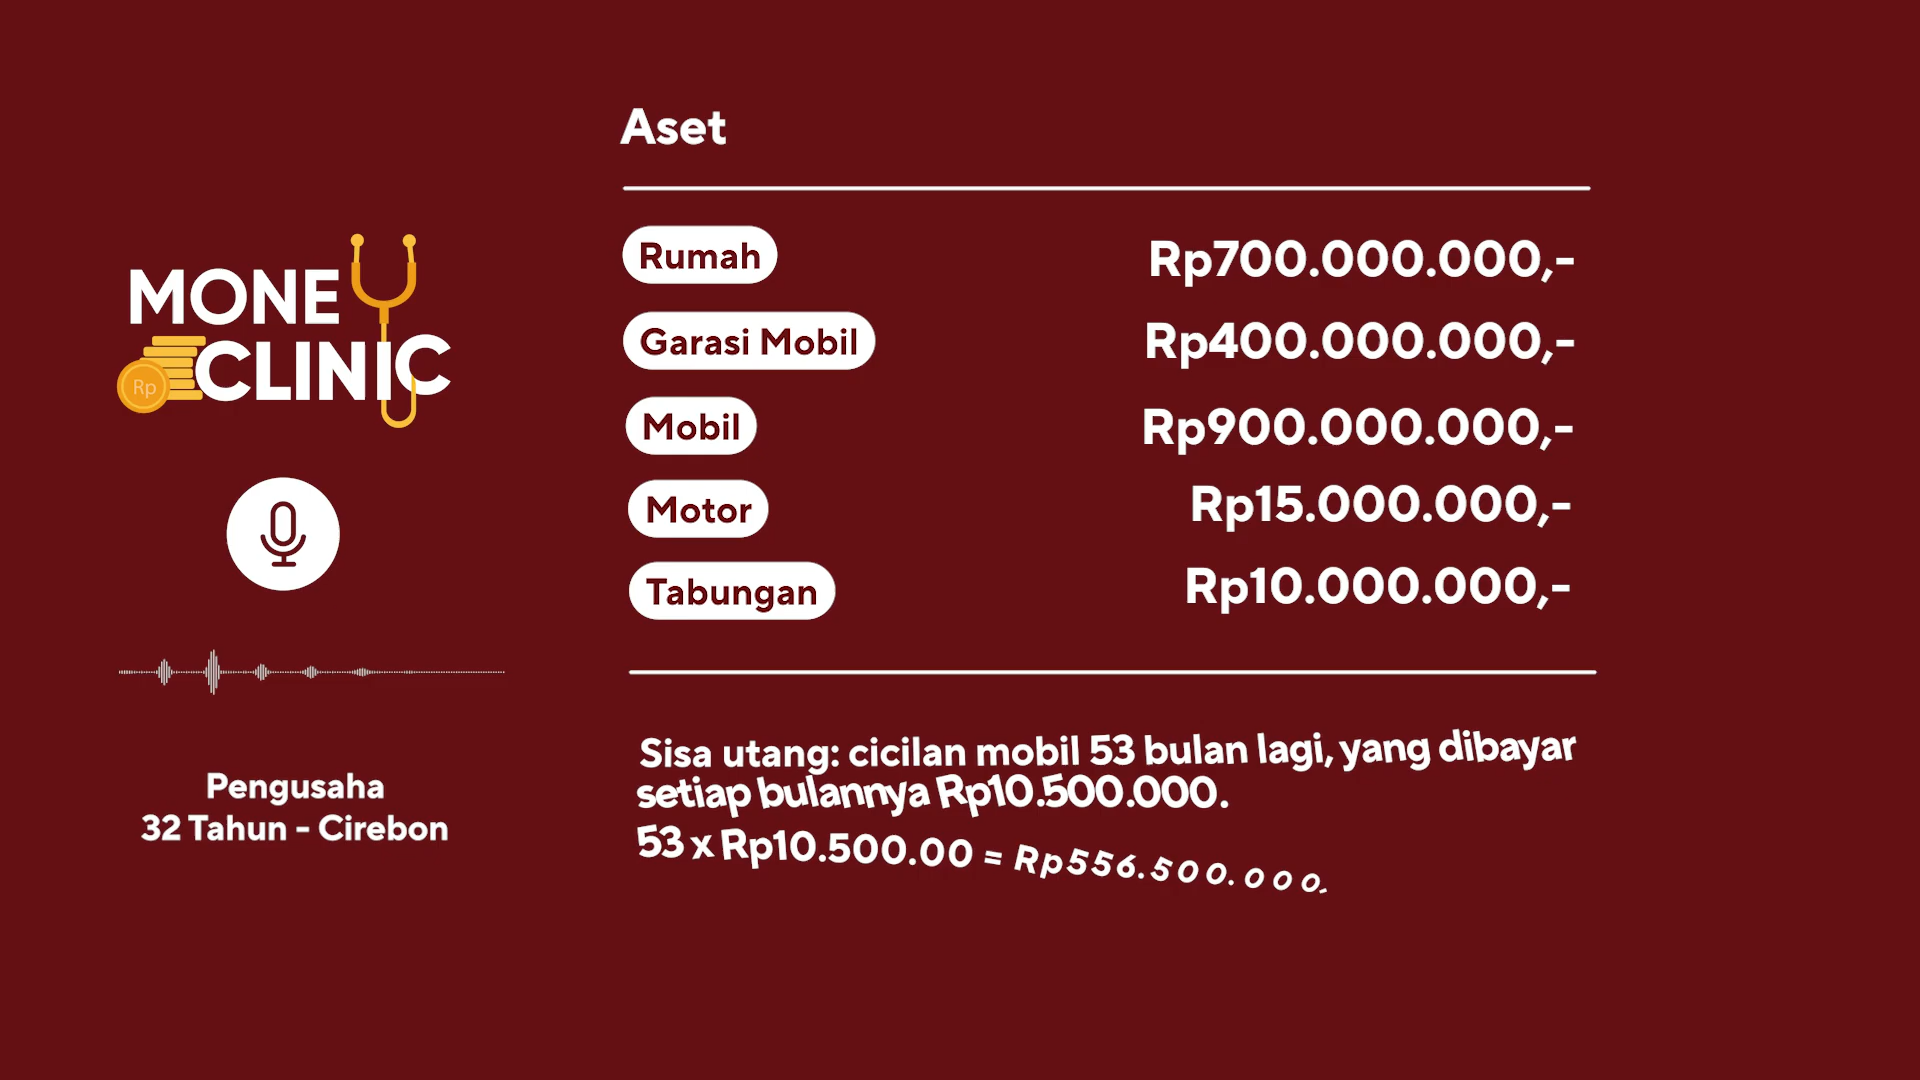 MONEY
CLINIC
Rp
Pengusaha
32 Tahun - Cirebon
Aset
Rumah Rp700.000.000,-
Garasi Mobil Rp400.000.000,-
Mobil Rp900.000.000,-
Motor Rp15.000.000,-
Tabungan Rp10.000.000,-
Sisa utang: cicilan mobil 53 bulan lagi, yang dibayar
setiap bulannya Rp10.500.000.
53 x Rp10.500.00 = Rp556.500.000,-